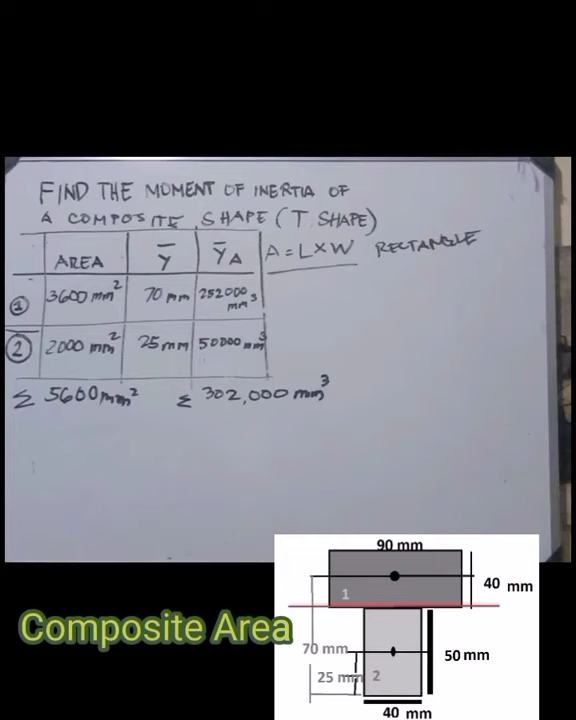 FIND THE MOMENT OF INERTIA OF
A COMPOSITE SHAPE (T SHAPE)
AREA Y̅ Y̅A A = L × W RECTANGLE
① 3600 mm² 70 mm 252000 mm³
② 2000 mm² 25 mm 50000 mm³
Σ 5600 mm² Σ 302,000 mm³
90 mm
1
40 mm
Composite Area
70 mm
50 mm
25 mm 2
40 mm